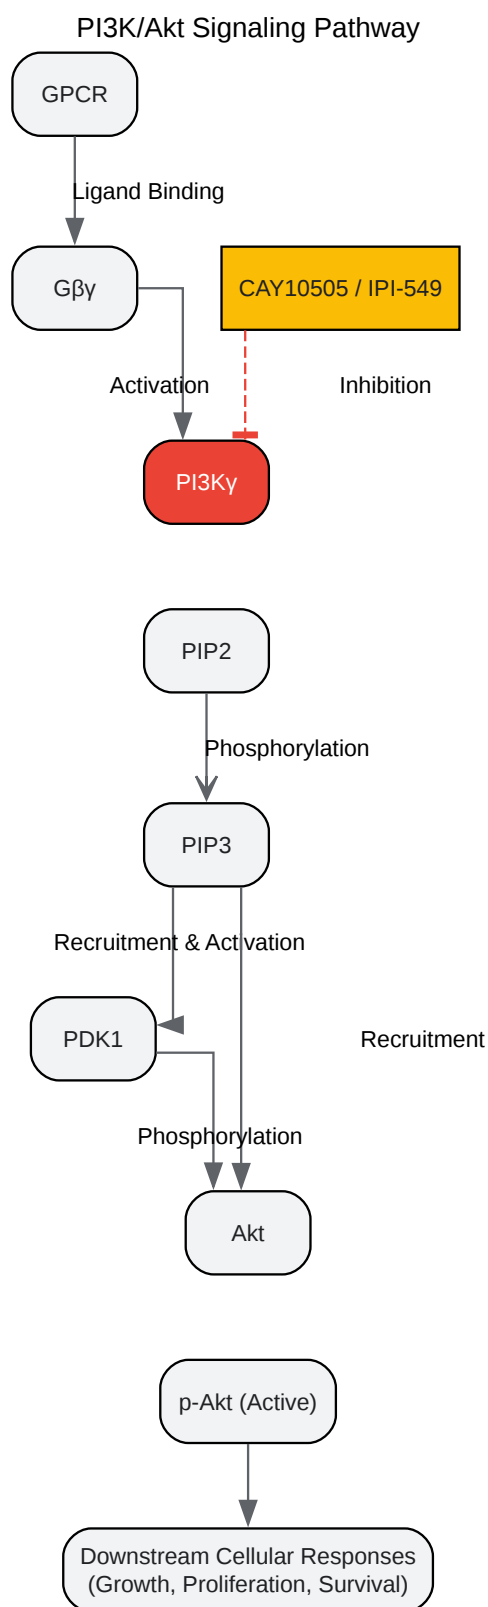 PI3K/Akt Signaling Pathway
GPCR
Ligand Binding
Gβγ
CAY10505 / IPI-549
Activation
Inhibition
PI3Kγ
PIP2
Phosphorylation
PIP3
Recruitment & Activation
PDK1
Recruitment
Phosphorylation
Akt
p-Akt (Active)
Downstream Cellular Responses
(Growth, Proliferation, Survival)